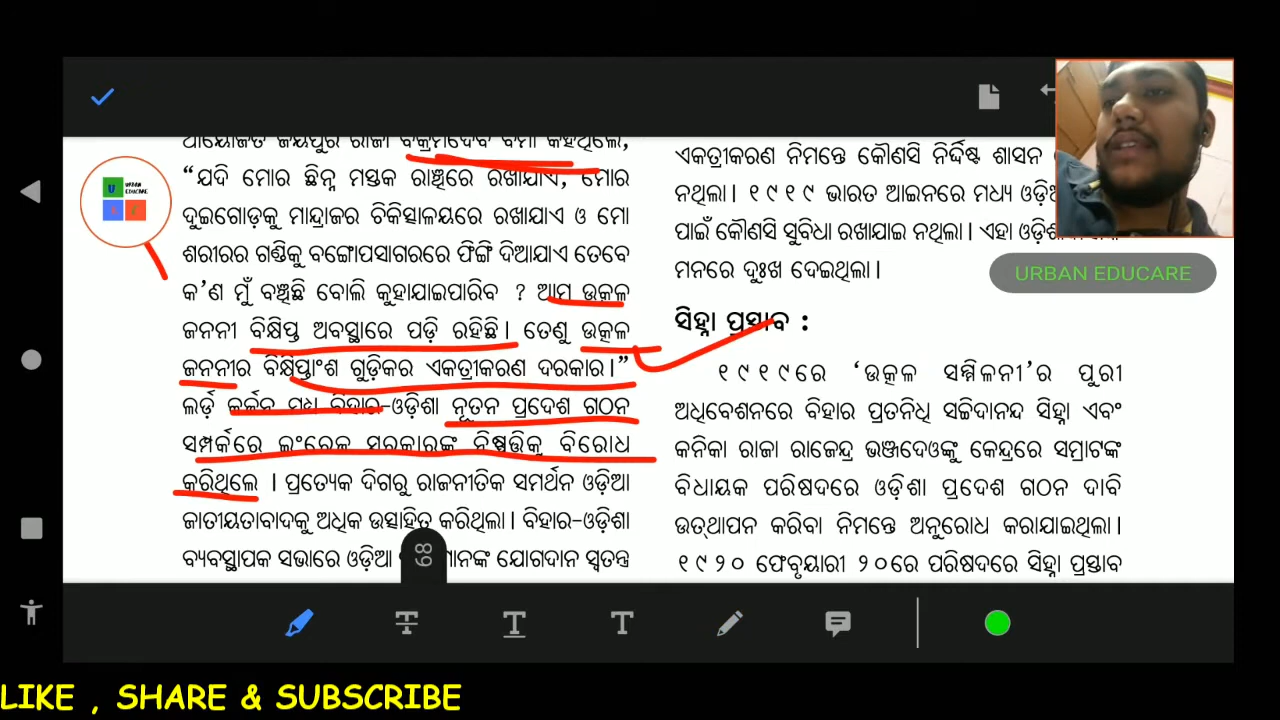 ଆୟୋଜିତ ଜୟପୁର ରାଜା ବିକ୍ରମଦେବ ବର୍ମା କହିଥିଲେ,
“ଯଦି ମୋର ଛିନ୍ନ ମସ୍ତକ ରାଞ୍ଚିରେ ରଖାଯାଏ, ମୋର
ଦୁଇଗୋଡ଼କୁ ମାନ୍ଦ୍ରାଜର ଚିକିତ୍ସାଳୟରେ ରଖାଯାଏ ଓ ମୋ
ଶରୀରର ଗଣ୍ଡିକୁ ବଙ୍ଗୋପସାଗରରେ ଫିଙ୍ଗି ଦିଆଯାଏ ତେବେ
କ’ଣ ମୁଁ ବଞ୍ଚିଛି ବୋଲି କୁହାଯାଇପାରିବ ? ଆମ ଉତ୍କଳ
ଜନନୀ ବିକ୍ଷିପ୍ତ ଅବସ୍ଥାରେ ପଡ଼ି ରହିଛି। ତେଣୁ ଉତ୍କଳ
ଜନନୀର ବିକ୍ଷିପ୍ତାଂଶ ଗୁଡ଼ିକର ଏକତ୍ରୀକରଣ ଦରକାର।”
ଲର୍ଡ଼ କର୍ଜନ ମଧ୍ୟ ବିହାର-ଓଡ଼ିଶା ନୂତନ ପ୍ରଦେଶ ଗଠନ
ସମ୍ପର୍କରେ ଇଂରେଜ ସରକାରଙ୍କ ନିଷ୍ପତ୍ତିକୁ ବିରୋଧ
କରିଥିଲେ । ପ୍ରତ୍ୟେକ ଦିଗରୁ ରାଜନୀତିକ ସମର୍ଥନ ଓଡ଼ିଆ
ଜାତୀୟତାବାଦକୁ ଅଧିକ ଉତ୍ସାହିତ କରିଥିଲା। ବିହାର-ଓଡ଼ିଶା
ବ୍ୟବସ୍ଥାପକ ସଭାରେ ଓଡ଼ିଆ ମାନଙ୍କ ଯୋଗଦାନ ସ୍ୱତନ୍ତ୍ର
68
ଏକତ୍ରୀକରଣ ନିମନ୍ତେ କୌଣସି ନିର୍ଦ୍ଦିଷ୍ଟ ଶାସନ
ନଥିଲା। ୧୯୧୯ ଭାରତ ଆଇନରେ ମଧ୍ୟ
ପାଇଁ କୌଣସି ସୁବିଧା ରଖାଯାଇ ନଥିଲା। ଏହା
ମନରେ ଦୁଃଖ ଦେଇଥିଲା।
ସିହ୍ନା ପ୍ରସ୍ତାବ :
୧୯୧୯ରେ ‘ଉତ୍କଳ ସମ୍ମିଳନୀ’ର ପୁରୀ
ଅଧିବେଶନରେ ବିହାର ପ୍ରତିନିଧି ସଚ୍ଚିଦାନନ୍ଦ ସିହ୍ନା ଏବଂ
କନିକା ରାଜା ରାଜେନ୍ଦ୍ର ଭଞ୍ଜଦେଓଙ୍କୁ କେନ୍ଦ୍ରରେ ସମ୍ରାଟଙ୍କ
ବିଧାୟକ ପରିଷଦରେ ଓଡ଼ିଶା ପ୍ରଦେଶ ଗଠନ ଦାବି
ଉତ୍‌ଥାପନ କରିବା ନିମନ୍ତେ ଅନୁରୋଧ କରାଯାଇଥିଲା।
୧୯୨୦ ଫେବୃୟାରୀ ୨୦ରେ ପରିଷଦରେ ସିହ୍ନା ପ୍ରସ୍ତାବ
URBAN EDUCARE
URBAN EDUCARE
LIKE , SHARE & SUBSCRIBE